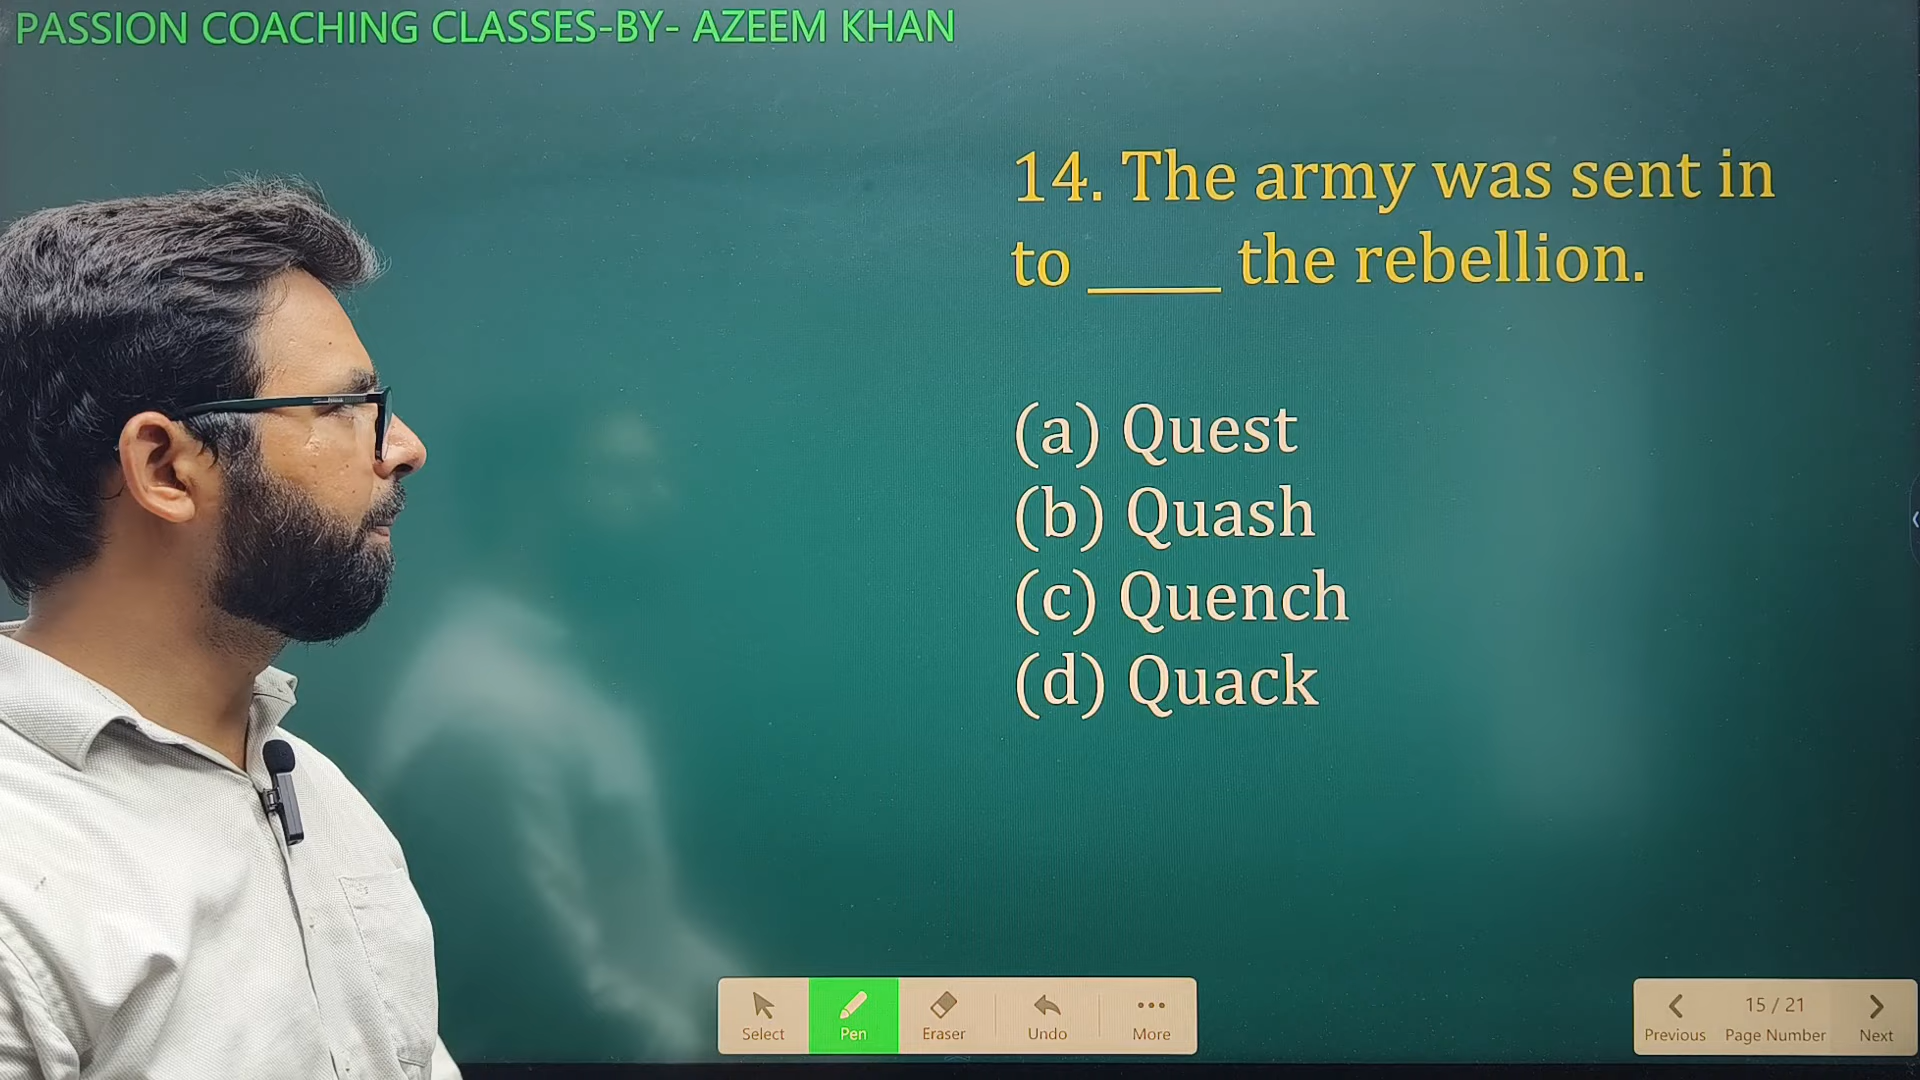 PASSION COACHING CLASSES-BY- AZEEM KHAN
14. The army was sent in
to _____ the rebellion.
(a) Quest
(b) Quash
(c) Quench
(d) Quack
Select
Pen
Eraser
Undo
More
15 / 21
Previous
Page Number
Next